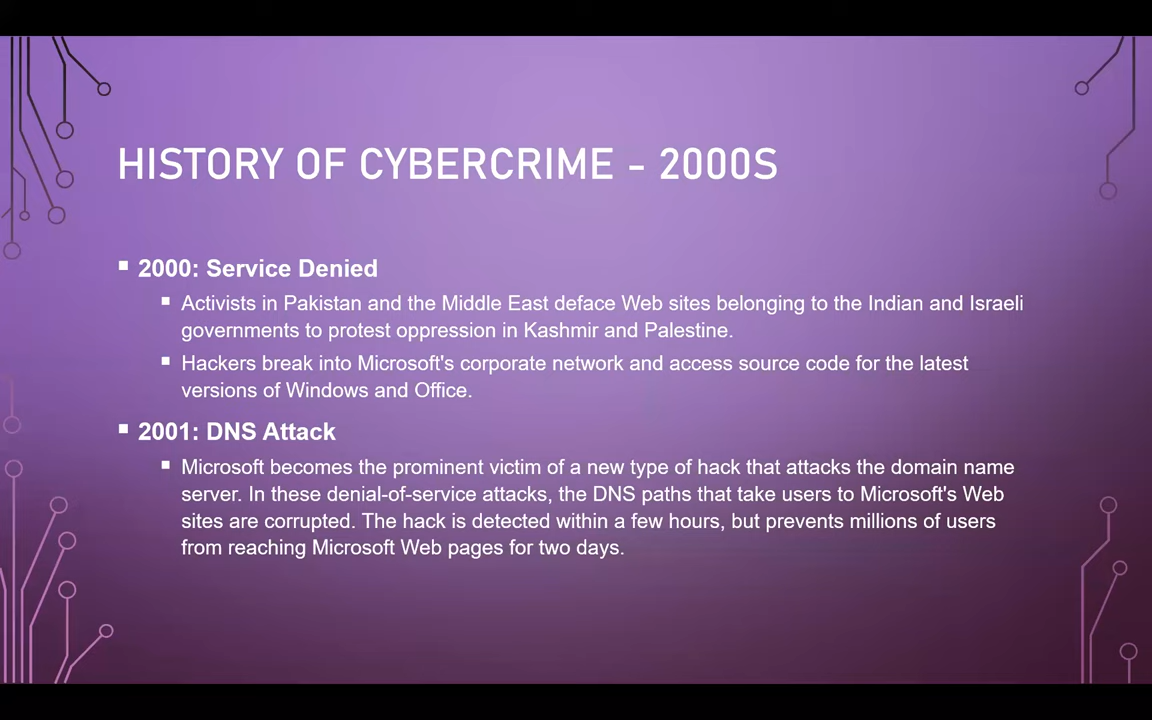 HISTORY OF CYBERCRIME - 2000S
2000: Service Denied
Activists in Pakistan and the Middle East deface Web sites belonging to the Indian and Israeli
governments to protest oppression in Kashmir and Palestine.
Hackers break into Microsoft's corporate network and access source code for the latest
versions of Windows and Office.
2001: DNS Attack
Microsoft becomes the prominent victim of a new type of hack that attacks the domain name
server. In these denial-of-service attacks, the DNS paths that take users to Microsoft's Web
sites are corrupted. The hack is detected within a few hours, but prevents millions of users
from reaching Microsoft Web pages for two days.